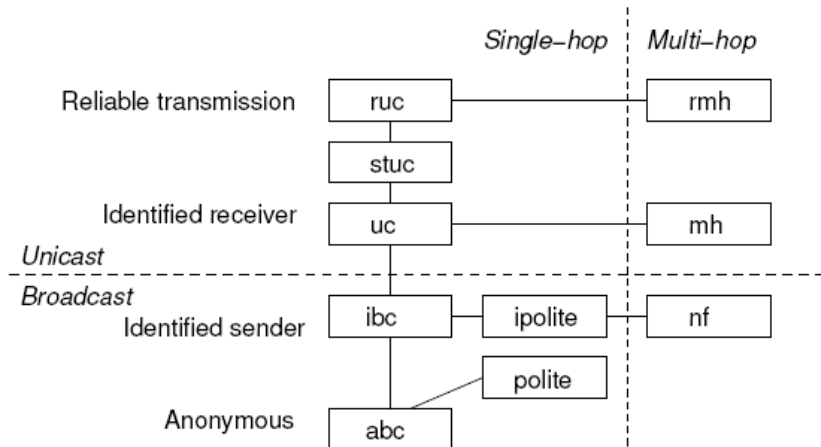 Single-hop Multi-hop
Reliable transmission ruc rmh
stuc
Identified receiver uc mh
Unicast
Broadcast
Identified sender ibc ipolite nf
polite
Anonymous abc